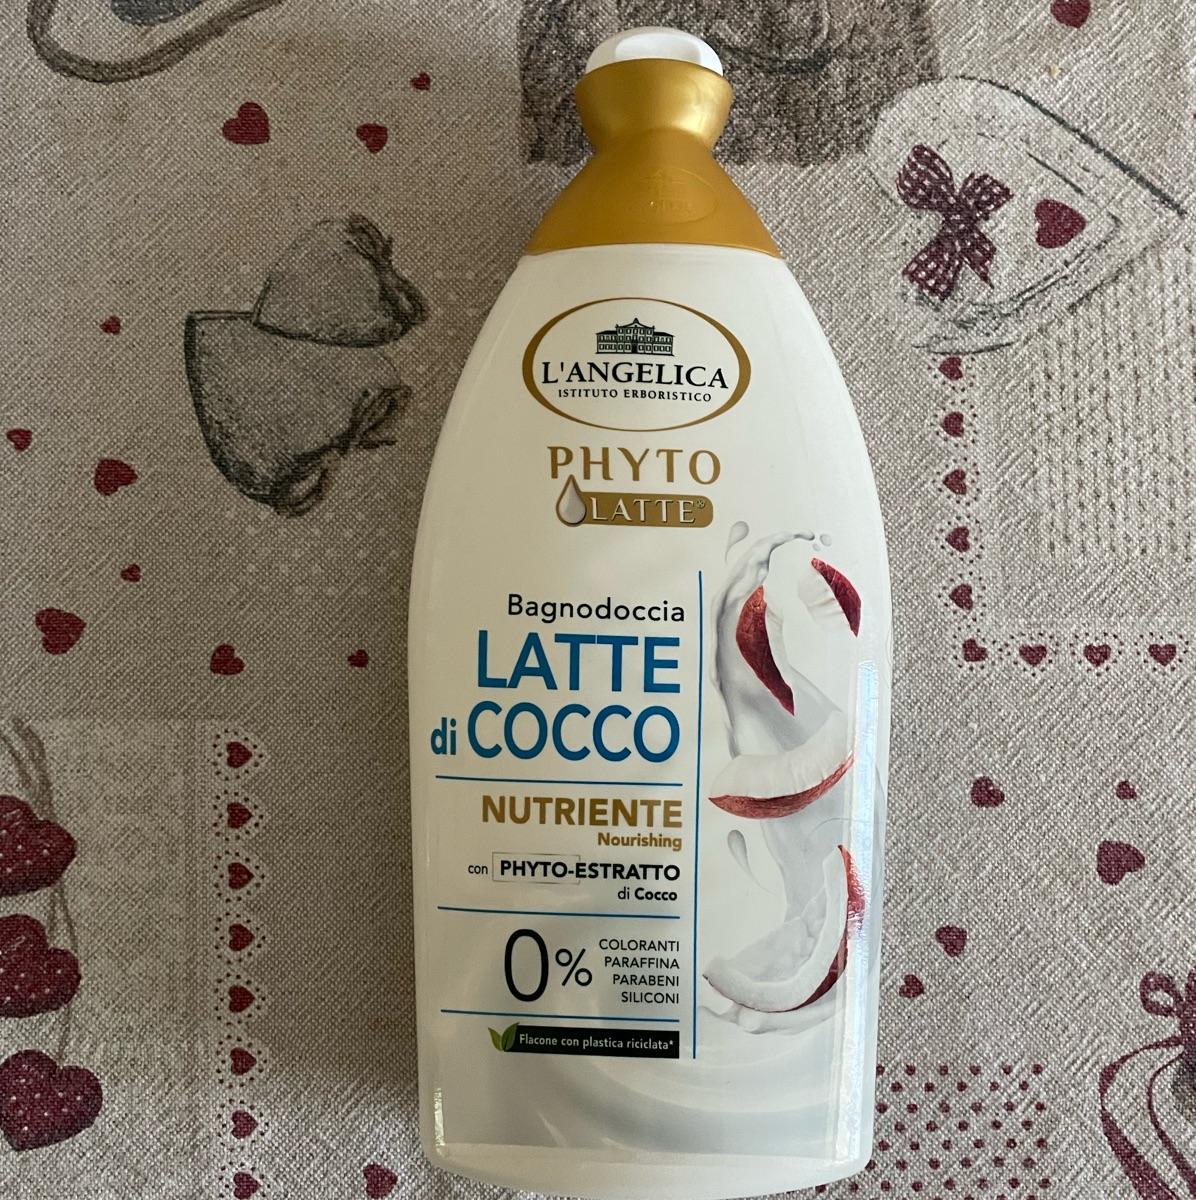 L'ANGELICA
ISTITUTO ERBORISTICO
PHYTO
LATTE®
Bagnodoccia
LATTE
di COCCO
NUTRIENTE
Nourishing
con PHYTO-ESTRATTO
di Cocco
0% COLORANTI
PARAFFINA
PARABENI
SILICONI
Flacone con plastica riciclata*